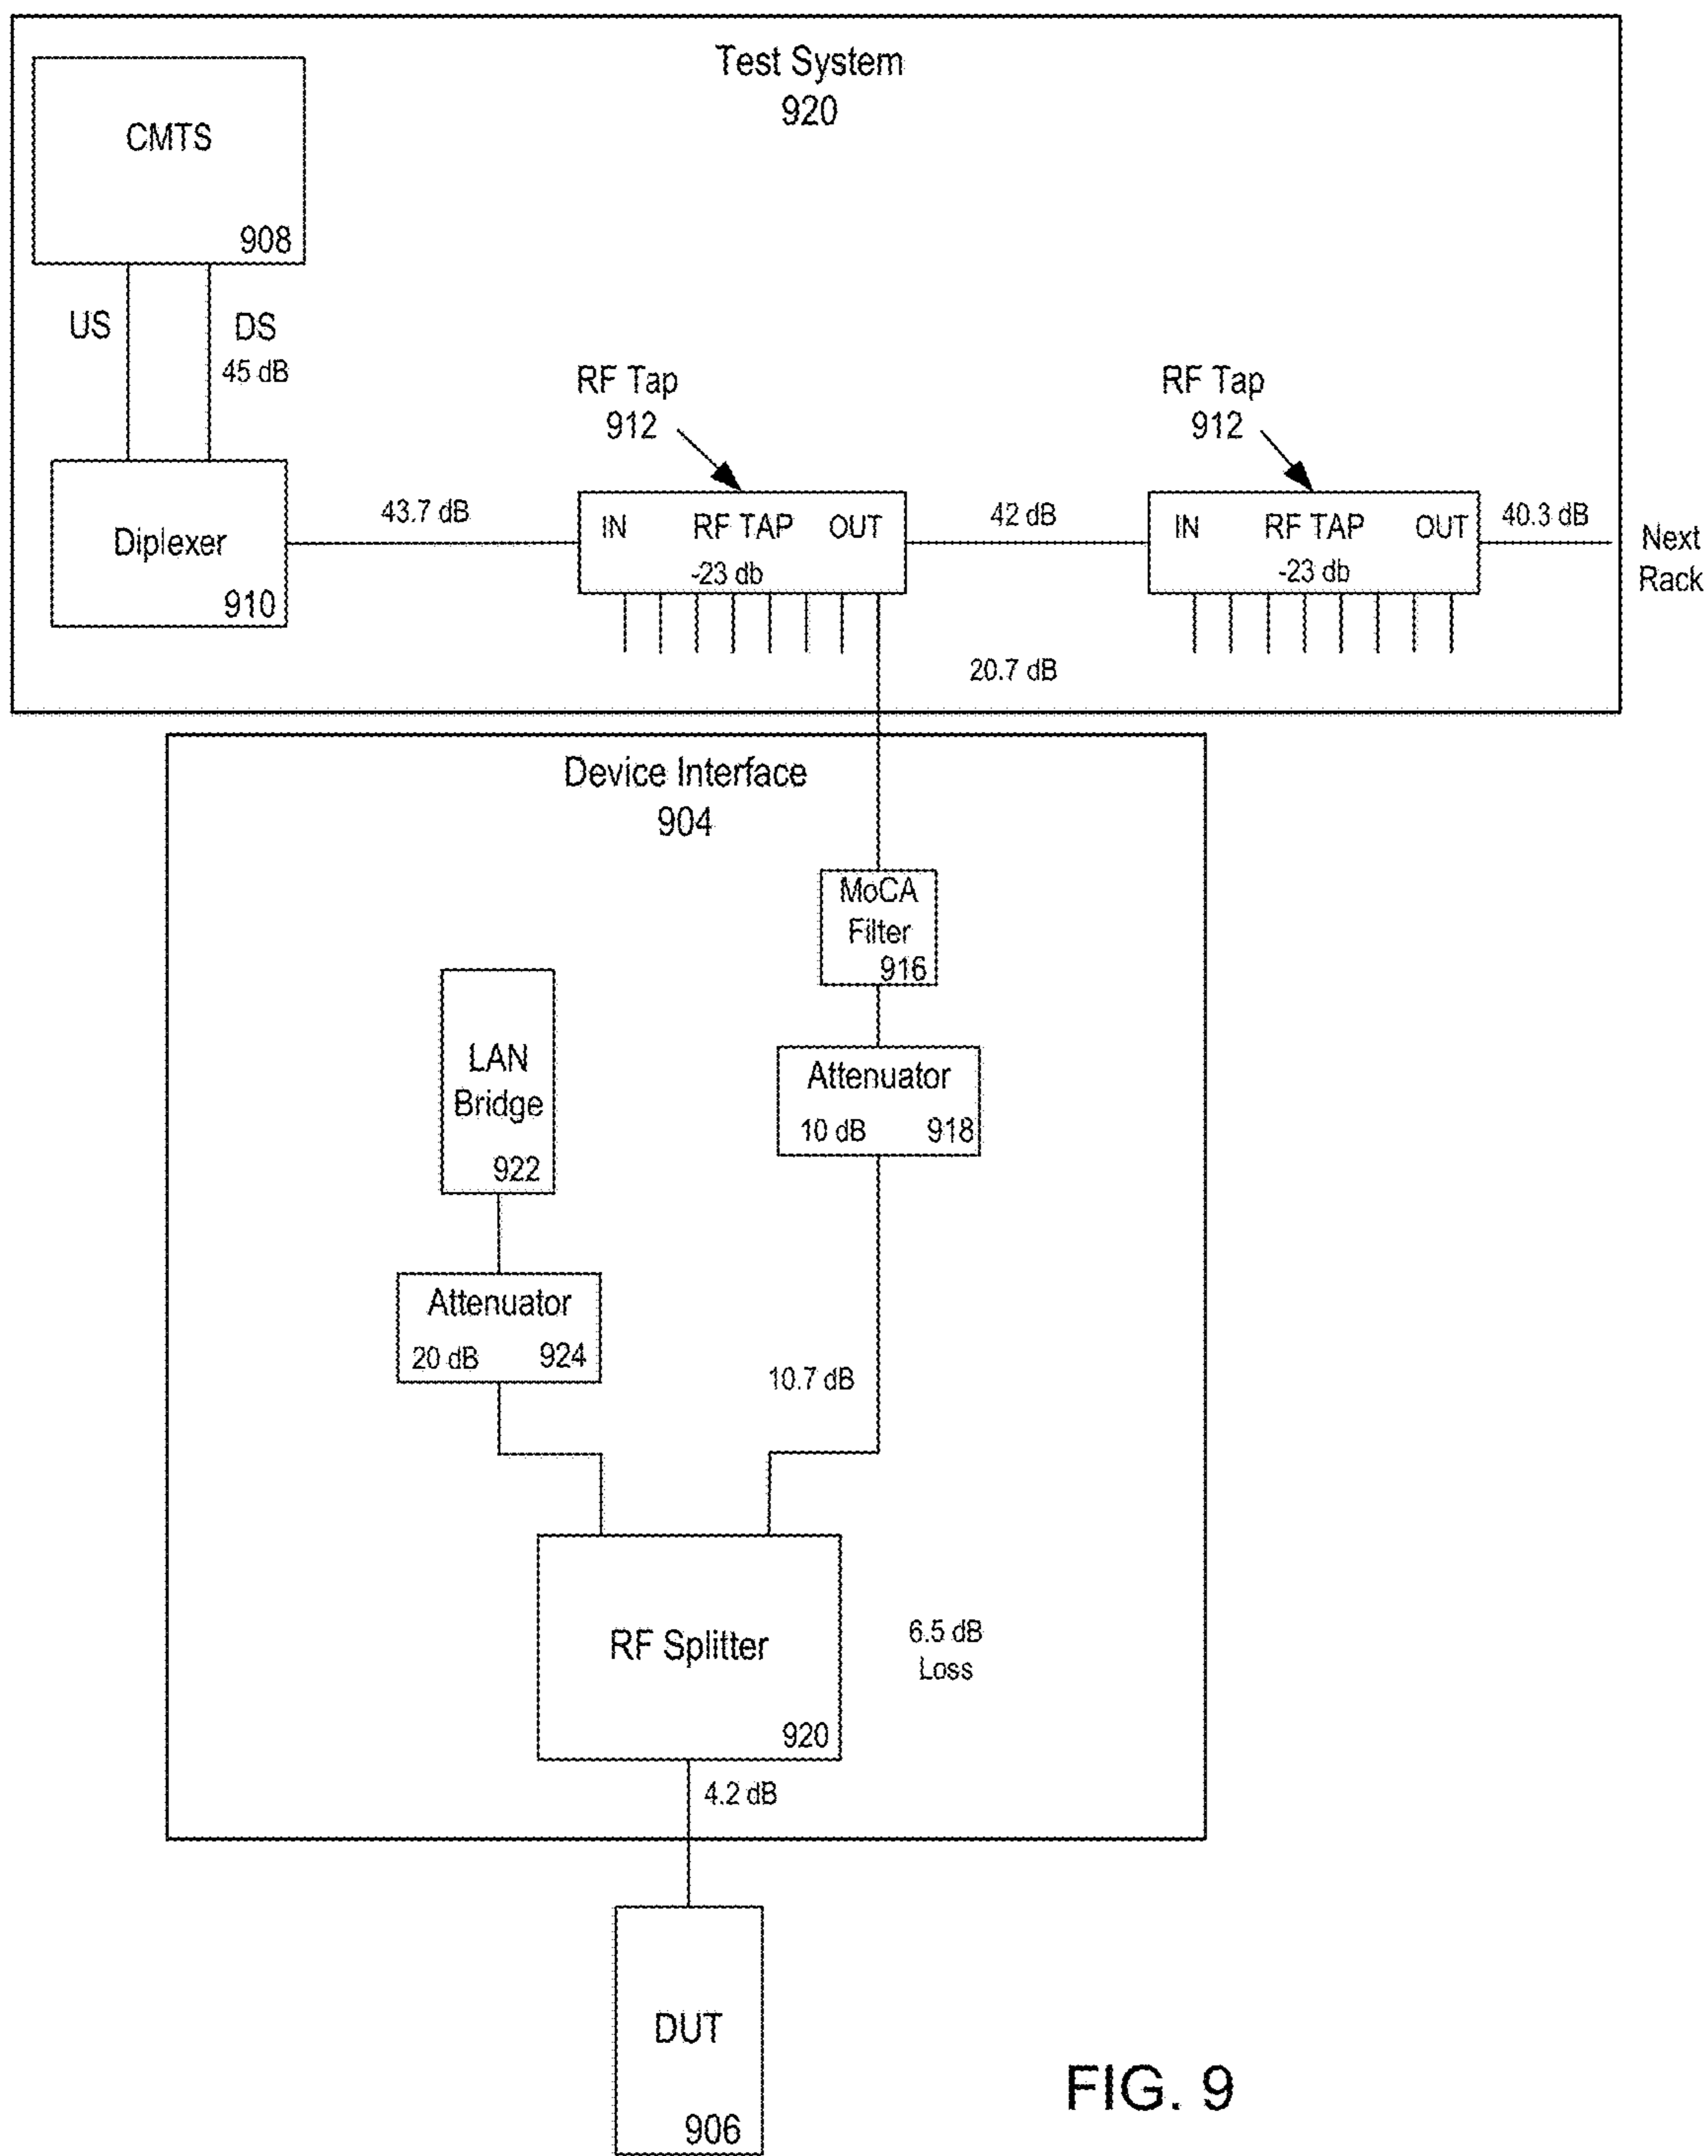 Test System
920
CMTS
908
US
DS
45 dB
RF Tap
912
RF Tap
912
Diplexer
910
43.7 dB
IN RF TAP OUT
-23 db
42 dB
IN RF TAP OUT
-23 db
40.3 dB
Next
Rack
20.7 dB
Device Interface
904
MoCA
Filter
916
LAN
Bridge
922
Attenuator
10 dB 918
Attenuator
20 dB 924
10.7 dB
RF Splitter
920
6.5 dB
Loss
4.2 dB
DUT
906
FIG. 9